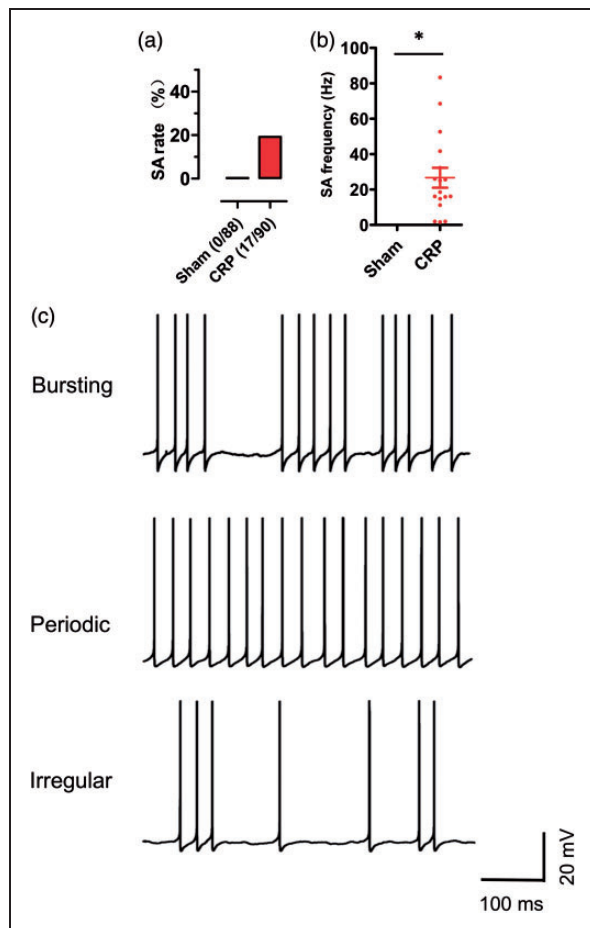 (a)
SA rate (%)
40
20
0
Sham (0/88)
CRP (17/90)
(b)
SA frequency (Hz)
100
80
60
40
20
0
*
Sham
CRP
(c)
Bursting
Periodic
Irregular
20 mV
100 ms